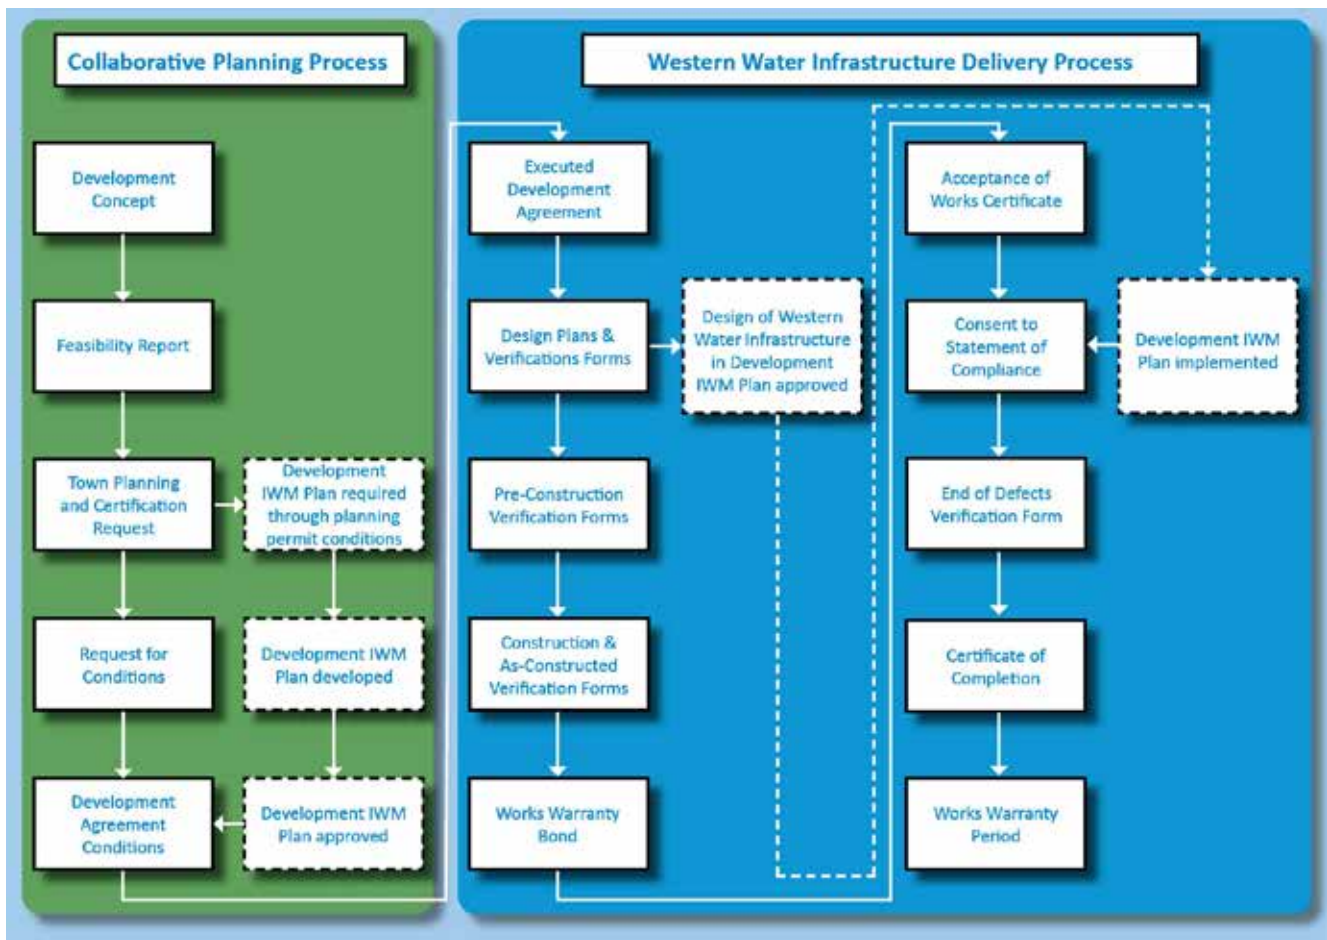 Collaborative Planning Process
Development
Concept
Feasibility Report
Town Planning
and Certification
Request
Development
IWM Plan required
through planning
permit conditions
Request for
Conditions
Development IWM
Plan developed
Development
Agreement
Conditions
Development IWM
Plan approved
Western Water Infrastructure Delivery Process
Executed
Development
Agreement
Design Plans &
Verifications Forms
Design of Western
Water Infrastructure
in Development
IWM Plan approved
Pre-Construction
Verification Forms
Construction &
As-Constructed
Verification Forms
Works Warranty
Bond
Acceptance of
Works Certificate
Consent to
Statement of
Compliance
Development IWM
Plan implemented
End of Defects
Verification Form
Certificate of
Completion
Works Warranty
Period